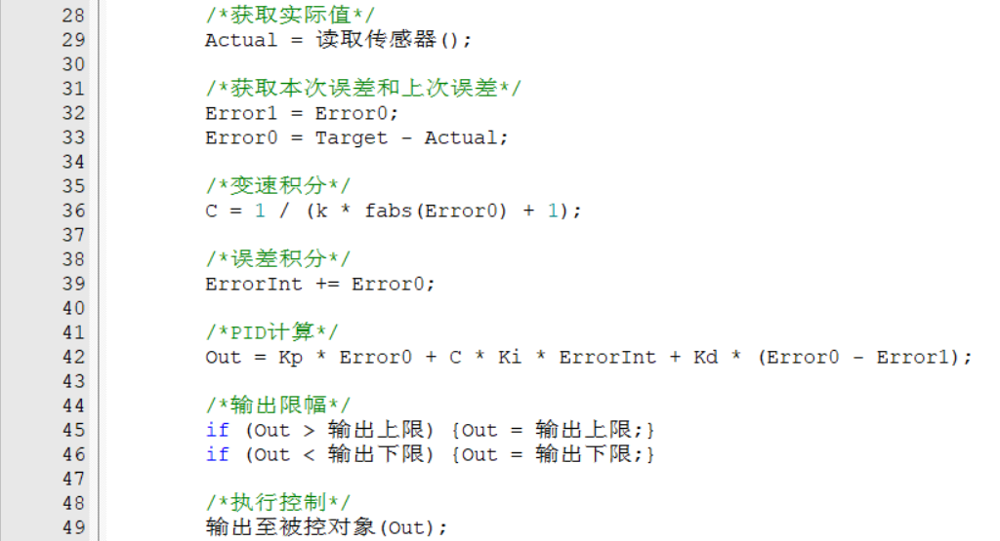 28 /*获取实际值*/
29 Actual = 读取传感器();
30
31 /*获取本次误差和上次误差*/
32 Error1 = Error0;
33 Error0 = Target - Actual;
34
35 /*变速积分*/
36 C = 1 / (k * fabs(Error0) + 1);
37
38 /*误差积分*/
39 ErrorInt += Error0;
40
41 /*PID计算*/
42 Out = Kp * Error0 + C * Ki * ErrorInt + Kd * (Error0 - Error1);
43
44 /*输出限幅*/
45 if (Out > 输出上限) {Out = 输出上限;}
46 if (Out < 输出下限) {Out = 输出下限;}
47
48 /*执行控制*/
49 输出至被控对象(Out);